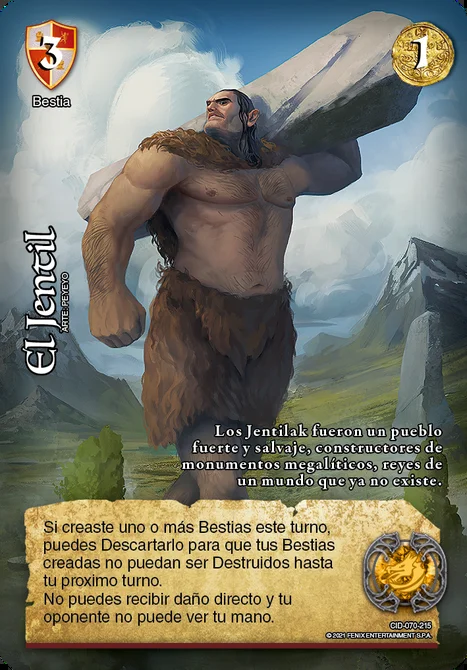 3
1
Bestia
El Jentil
ARTE: PEYEYO
Los Jentilak fueron un pueblo
fuerte y salvaje, constructores de
monumentos megalíticos, reyes de
un mundo que ya no existe.
Si creaste uno o más Bestias este turno,
puedes Descartarlo para que tus Bestias
creadas no puedan ser Destruidos hasta
tu proximo turno.
No puedes recibir daño directo y tu
oponente no puede ver tu mano.
CID-070-215
©2021 FENIX ENTERTAINMENT S.P.A.